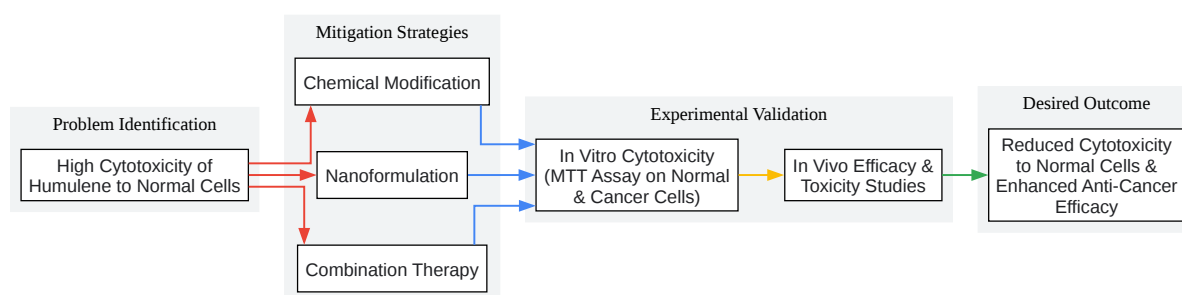 Problem Identification
High Cytotoxicity of
Humulene to Normal Cells
Mitigation Strategies
Chemical Modification
Nanoformulation
Combination Therapy
Experimental Validation
In Vitro Cytotoxicity
(MTT Assay on Normal
& Cancer Cells)
In Vivo Efficacy &
Toxicity Studies
Desired Outcome
Reduced Cytotoxicity
to Normal Cells &
Enhanced Anti-Cancer
Efficacy